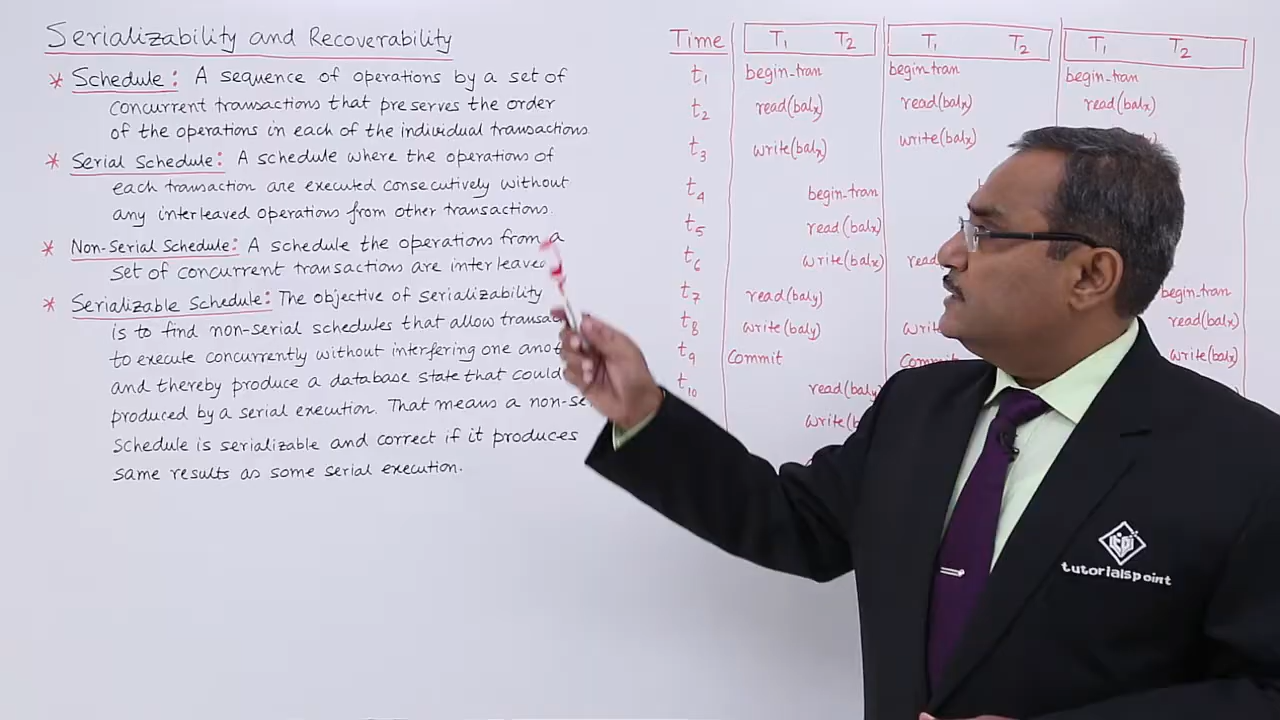 Serializability and Recoverability
* Schedule: A sequence of operations by a set of
concurrent transactions that preserves the order
of the operations in each of the individual transactions.
* Serial Schedule: A schedule where the operations of
each transaction are executed consecutively without
any interleaved operations from other transactions.
* Non-Serial Schedule: A schedule the operations from a
set of concurrent transactions are interleaved
* Serializable Schedule: The objective of serializability
is to find non-serial schedules that allow
to execute concurrently without interfering one
and thereby produce a database state that could
produced by a serial execution. That means a
schedule is serializable and correct if it produces
same results as some serial execution.
Time T1 T2 T1 T2 T1 T2
t1 begin-tran begin-tran begin-tran
t2 read(balx) read(balx) read(balx)
t3 write(balx) write(balx)
t4 begin-tran
t5 read(balx)
t6 write(balx)
t7 read(baly) begin-tran
t8 write(baly) read(balx)
t9 Commit write(balx)
t10 read(baly)
tutorialspoint